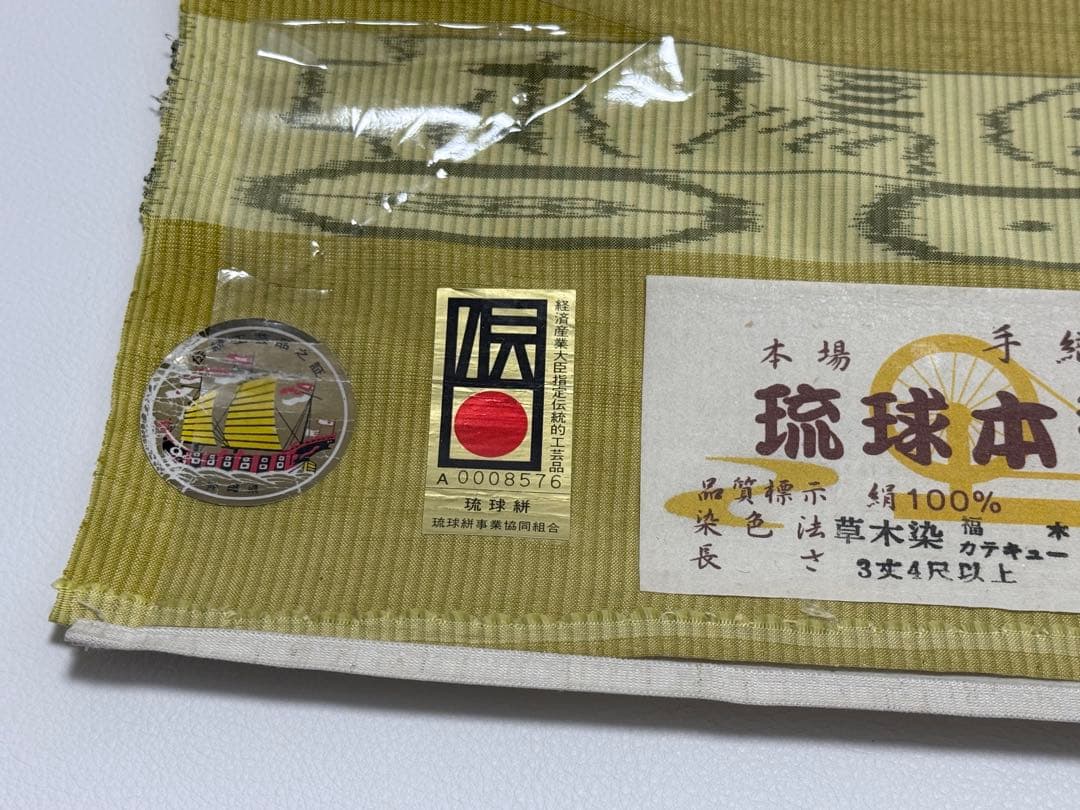 経済産業大臣指定伝統的工芸品
A 0008576
琉球絣
琉球絣事業協同組合
本場 手
琉球本
品質標示 絹100%
染色法 草木染 福木
カテキュー
長さ 3丈4尺以上